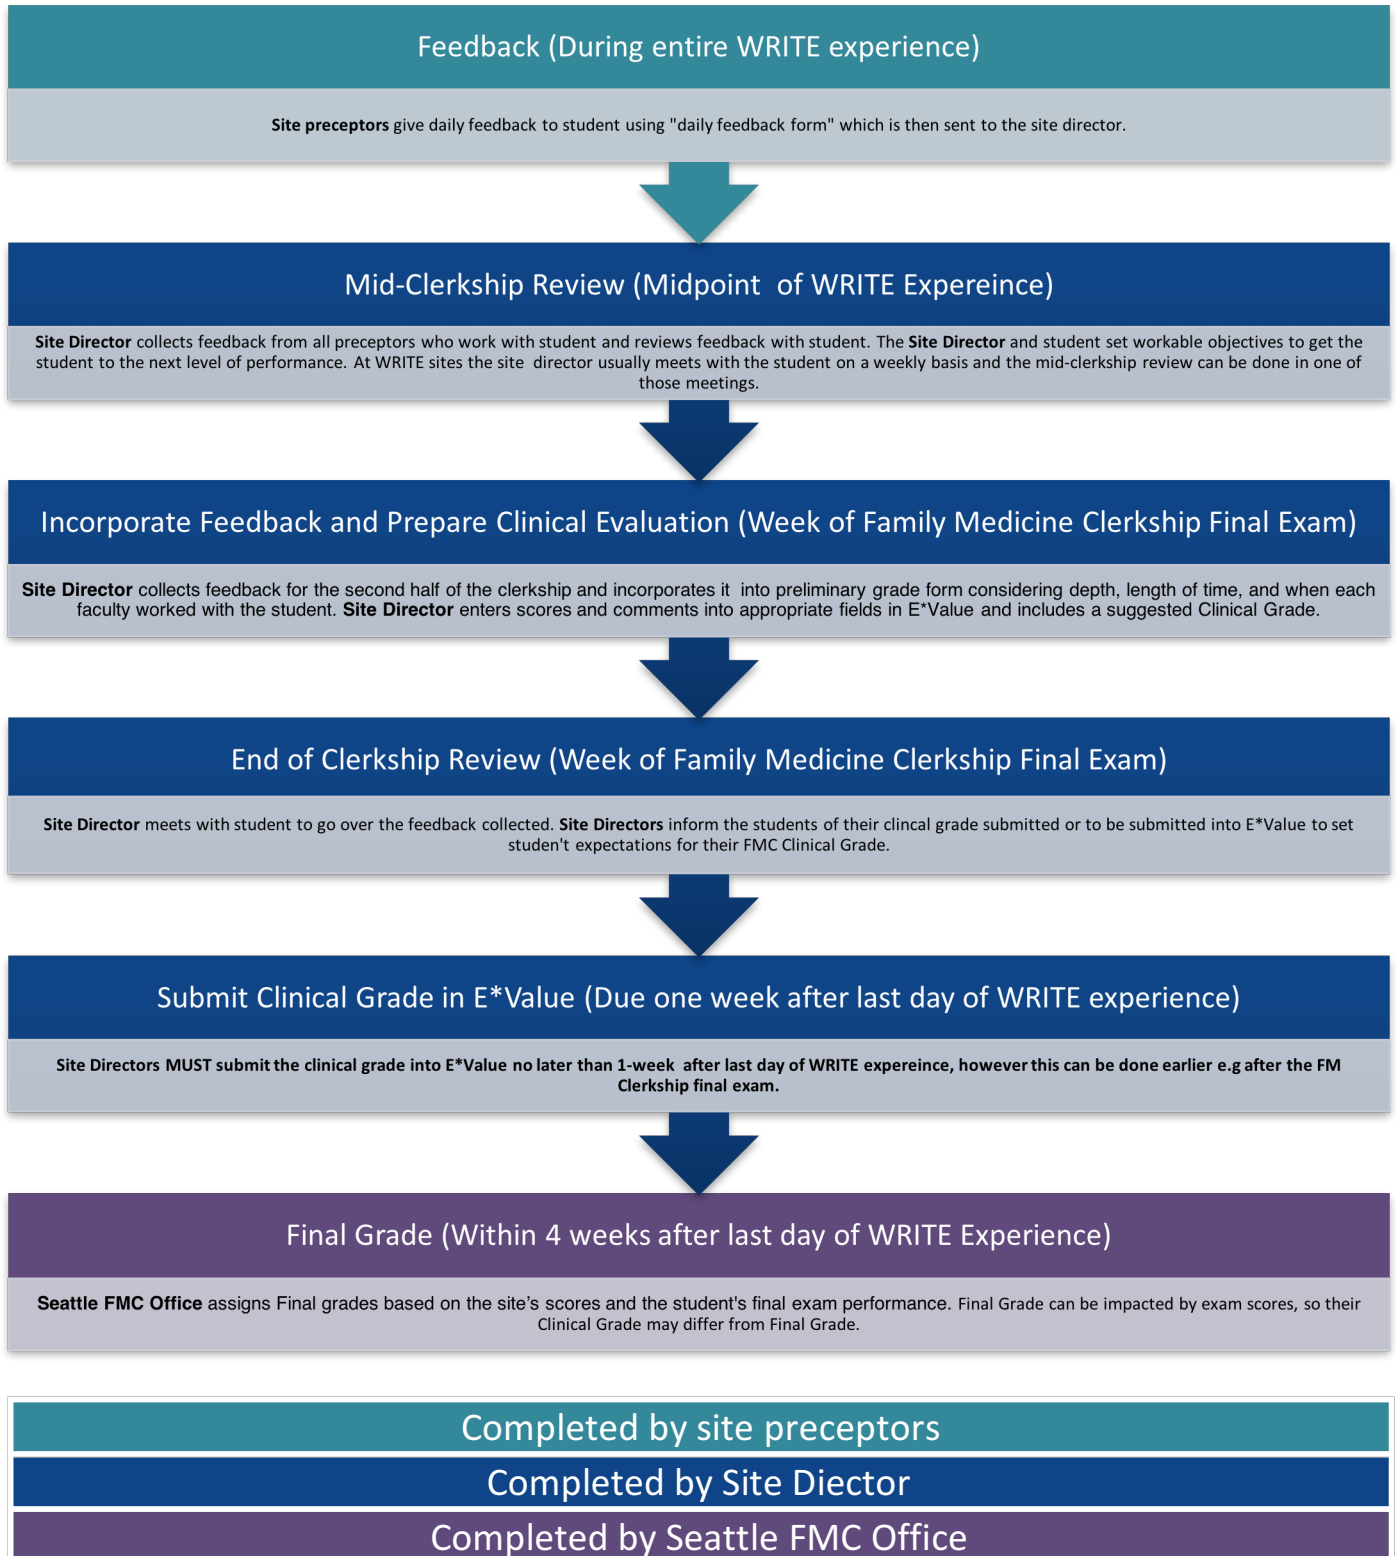 Feedback (During entire WRITE experience)
Site preceptors give daily feedback to student using "daily feedback form" which is then sent to the site director.
Mid-Clerkship Review (Midpoint  of WRITE Expereince)
Site Director collects feedback from all preceptors who work with student and reviews feedback with student. The Site Director and student set workable objectives to get the
student to the next level of performance. At WRITE sites the site  director usually meets with the student on a weekly basis and the mid-clerkship review can be done in one of
those meetings.
Incorporate Feedback and Prepare Clinical Evaluation (Week of Family Medicine Clerkship Final Exam)
Site Director collects feedback for the second half of the clerkship and incorporates it  into preliminary grade form considering depth, length of time, and when each
faculty worked with the student. Site Director enters scores and comments into appropriate fields in E*Value and includes a suggested Clinical Grade.
End of Clerkship Review (Week of Family Medicine Clerkship Final Exam)
Site Director meets with student to go over the feedback collected. Site Directors inform the students of their clincal grade submitted or to be submitted into E*Value to set
studen't expectations for their FMC Clinical Grade.
Submit Clinical Grade in E*Value (Due one week after last day of WRITE experience)
Site Directors MUST submit the clinical grade into E*Value no later than 1-week  after last day of WRITE expereince, however this can be done earlier e.g after the FM
Clerkship final exam.
Final Grade (Within 4 weeks after last day of WRITE Experience)
Seattle FMC Office assigns Final grades based on the site's scores and the student's final exam performance. Final Grade can be impacted by exam scores, so their
Clinical Grade may differ from Final Grade.
Completed by site preceptors
Completed by Site Diector
Completed by Seattle FMC Office